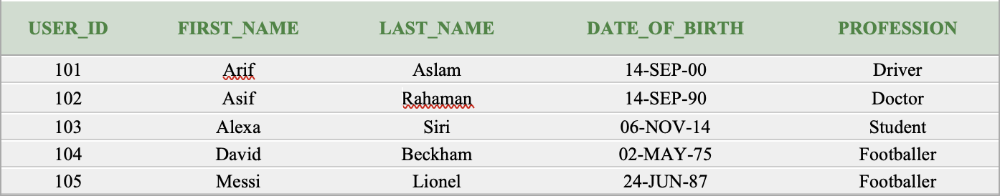 USER_ID FIRST_NAME LAST_NAME DATE_OF_BIRTH PROFESSION
101 Arif Aslam 14-SEP-00 Driver
102 Asif Rahaman 14-SEP-90 Doctor
103 Alexa Siri 06-NOV-14 Student
104 David Beckham 02-MAY-75 Footballer
105 Messi Lionel 24-JUN-87 Footballer